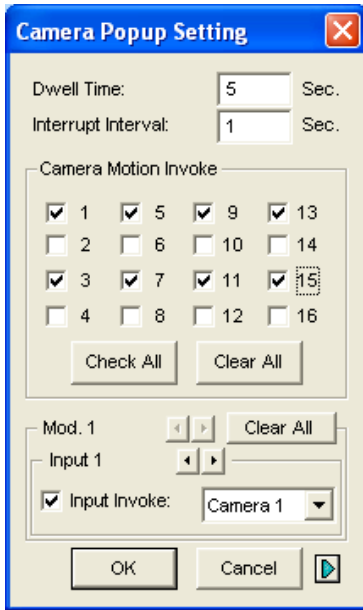 Camera Popup Setting
Dwell Time: 5 Sec.
Interrupt Interval: 1 Sec.
Camera Motion Invoke
1 5 9 13
2 6 10 14
3 7 11 15
4 8 12 16
Check All Clear All
Mod. 1 Clear All
Input 1
Input Invoke: Camera 1
OK Cancel